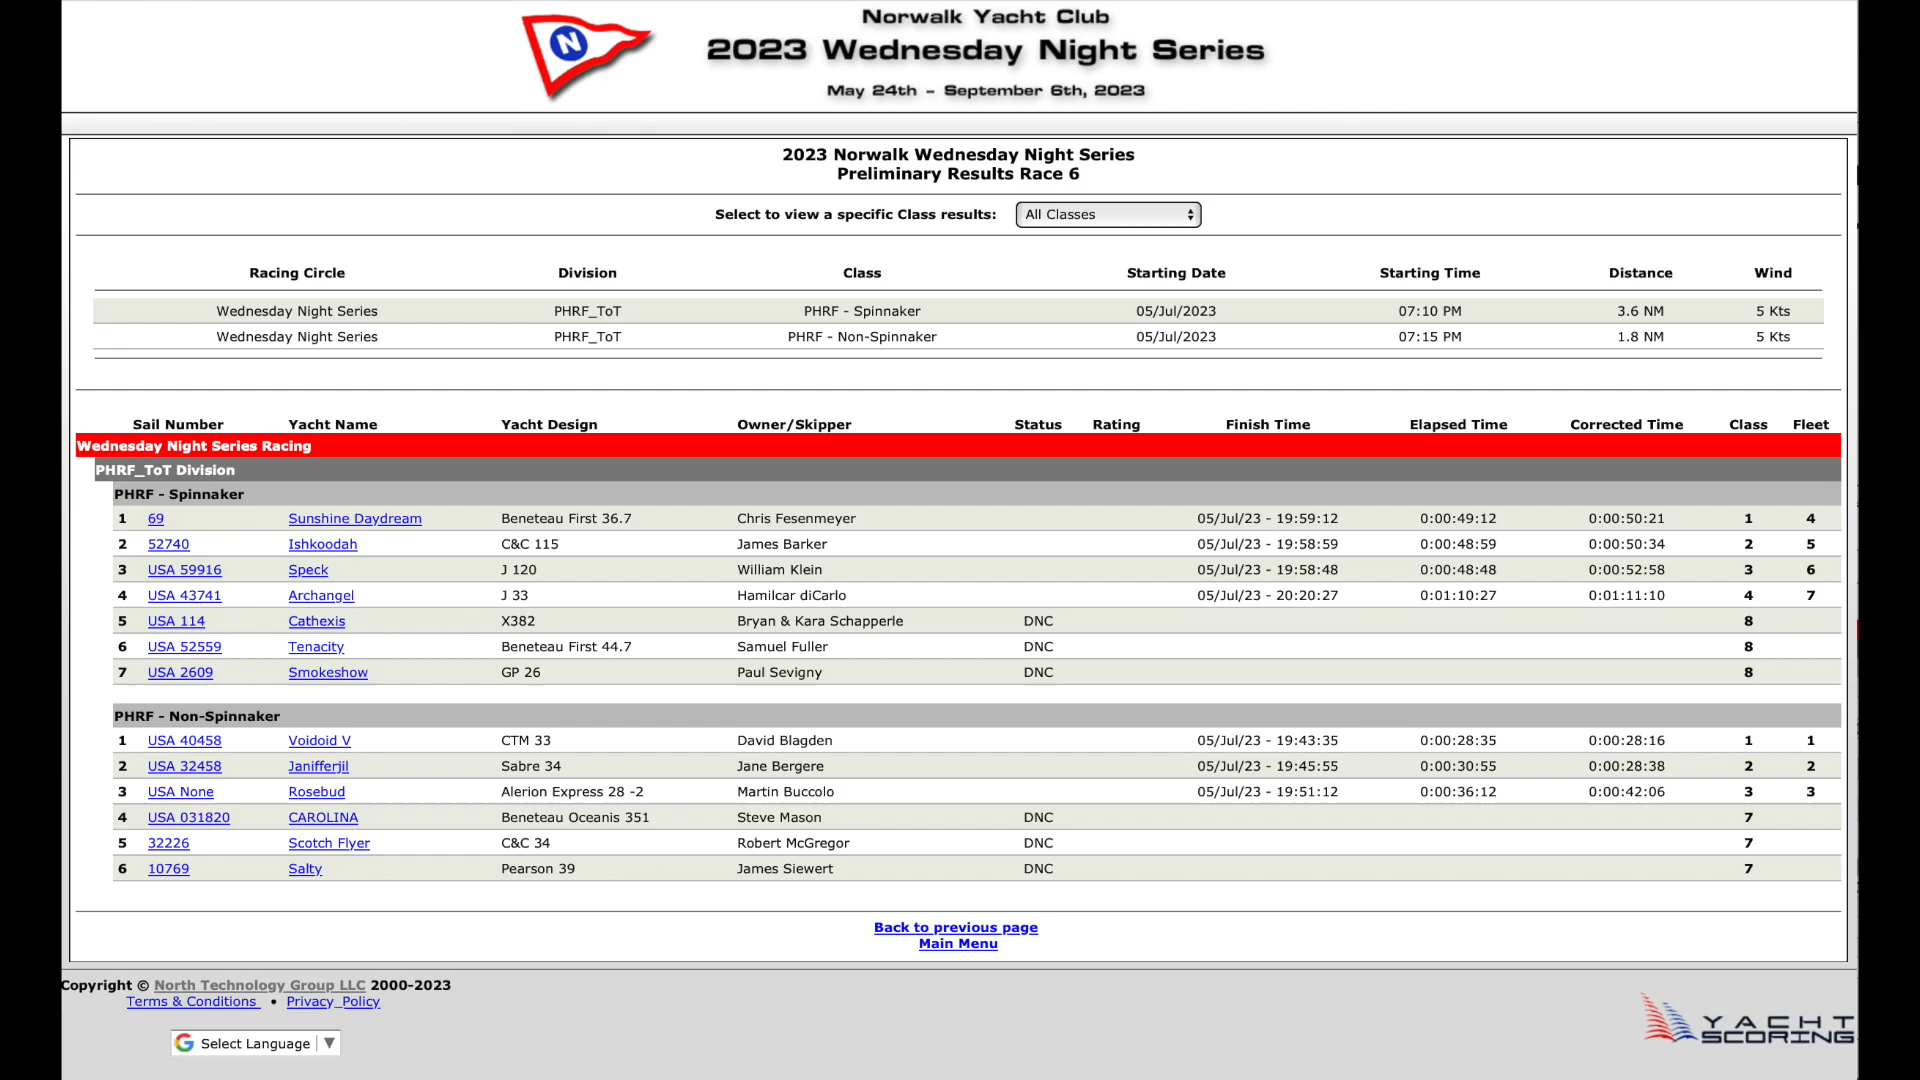 Norwalk Yacht Club
2023 Wednesday Night Series
May 24th - September 6th, 2023
N
2023 Norwalk Wednesday Night Series
Preliminary Results Race 6
Select to view a specific Class results: All Classes
Racing Circle Division Class Starting Date Starting Time Distance Wind
Wednesday Night Series PHRF_ToT PHRF - Spinnaker 05/Jul/2023 07:10 PM 3.6 NM 5 Kts
Wednesday Night Series PHRF_ToT PHRF - Non-Spinnaker 05/Jul/2023 07:15 PM 1.8 NM 5 Kts
Sail Number Yacht Name Yacht Design Owner/Skipper Status Rating Finish Time Elapsed Time Corrected Time Class Fleet
Wednesday Night Series Racing
PHRF_ToT Division
PHRF - Spinnaker
1 69 Sunshine Daydream Beneteau First 36.7 Chris Fesenmeyer 05/Jul/23 - 19:59:12 0:00:49:12 0:00:50:21 1 4
2 52740 Ishkoodah C&C 115 James Barker 05/Jul/23 - 19:58:59 0:00:48:59 0:00:50:34 2 5
3 USA 59916 Speck J 120 William Klein 05/Jul/23 - 19:58:48 0:00:48:48 0:00:52:58 3 6
4 USA 43741 Archangel J 33 Hamilcar diCarlo 05/Jul/23 - 20:20:27 0:01:10:27 0:01:11:10 4 7
5 USA 114 Cathexis X382 Bryan & Kara Schapperle DNC 8
6 USA 52559 Tenacity Beneteau First 44.7 Samuel Fuller DNC 8
7 USA 2609 Smokeshow GP 26 Paul Sevigny DNC 8
PHRF - Non-Spinnaker
1 USA 40458 Voidoid V CTM 33 David Blagden 05/Jul/23 - 19:43:35 0:00:28:35 0:00:28:16 1 1
2 USA 32458 Janifferjil Sabre 34 Jane Bergere 05/Jul/23 - 19:45:55 0:00:30:55 0:00:28:38 2 2
3 USA None Rosebud Alerion Express 28 -2 Martin Buccolo 05/Jul/23 - 19:51:12 0:00:36:12 0:00:42:06 3 3
4 USA 031820 CAROLINA Beneteau Oceanis 351 Steve Mason DNC 7
5 32226 Scotch Flyer C&C 34 Robert McGregor DNC 7
6 10769 Salty Pearson 39 James Siewert DNC 7
Back to previous page
Main Menu
Copyright © North Technology Group LLC 2000-2023
Terms & Conditions • Privacy_Policy
Select Language ▼
YACHT
SCORING